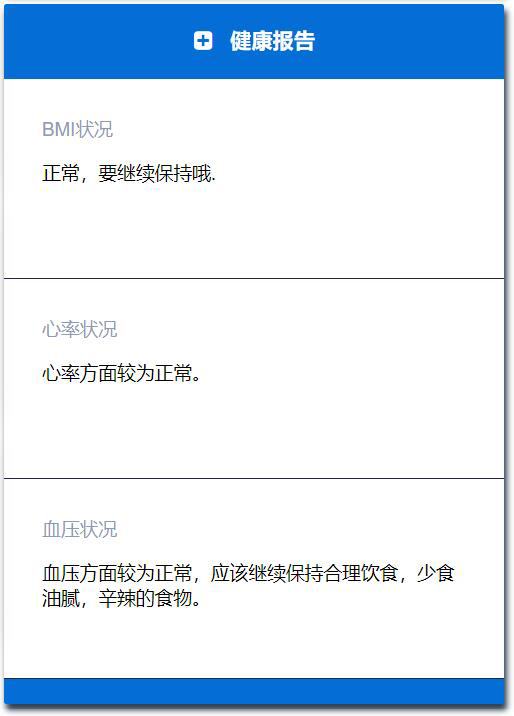 健康报告
BMI状况
正常，要继续保持哦.
心率状况
心率方面较为正常。
血压状况
血压方面较为正常，应该继续保持合理饮食，少食
油腻，辛辣的食物。